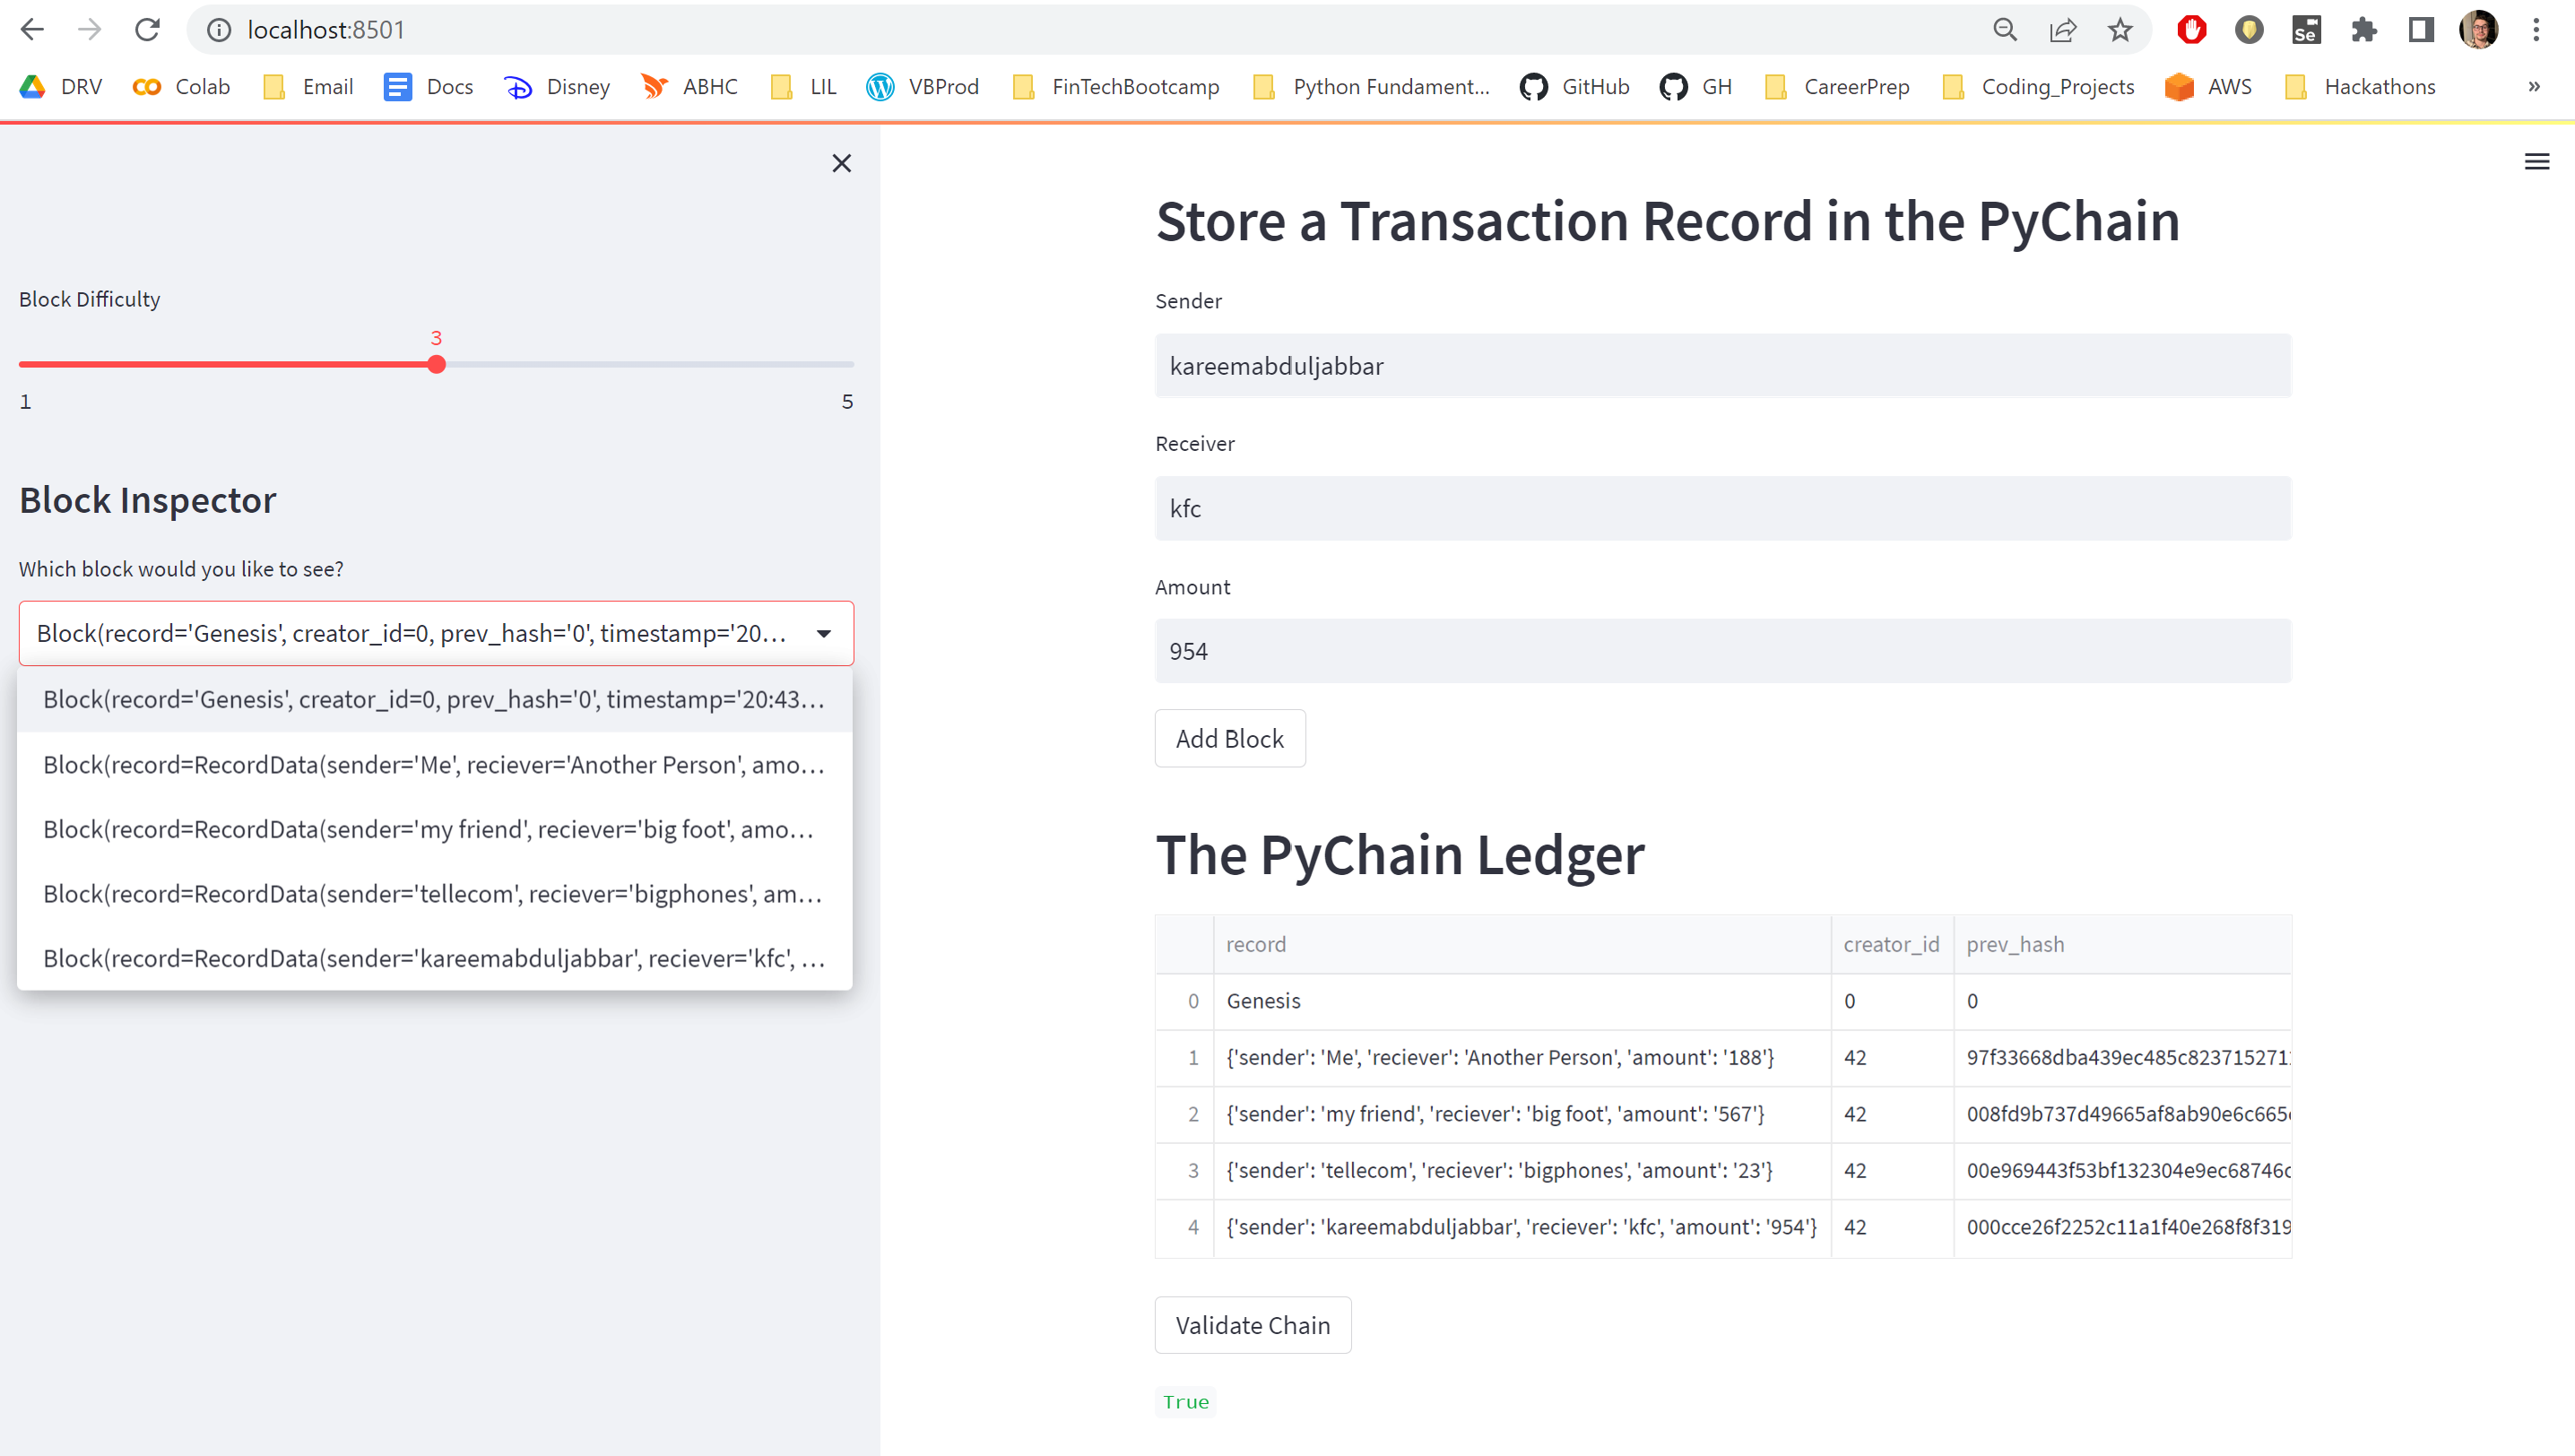 localhost:8501
DRV Colab Email Docs Disney ABHC LIL VBProd FinTechBootcamp Python Fundament... GitHub GH CareerPrep Coding_Projects AWS Hackathons »
Block Difficulty
3
1 5
Block Inspector
Which block would you like to see?
Block(record='Genesis', creator_id=0, prev_hash='0', timestamp='20...
Block(record='Genesis', creator_id=0, prev_hash='0', timestamp='20:43...
Block(record=RecordData(sender='Me', reciever='Another Person', amo...
Block(record=RecordData(sender='my friend', reciever='big foot', amo...
Block(record=RecordData(sender='tellecom', reciever='bigphones', am...
Block(record=RecordData(sender='kareemabduljabbar', reciever='kfc', ...
Store a Transaction Record in the PyChain
Sender
kareemabduljabbar
Receiver
kfc
Amount
954
Add Block
The PyChain Ledger
record creator_id prev_hash
0 Genesis 0 0
1 {'sender': 'Me', 'reciever': 'Another Person', 'amount': '188'} 42 97f33668dba439ec485c823715271
2 {'sender': 'my friend', 'reciever': 'big foot', 'amount': '567'} 42 008fd9b737d49665af8ab90e6c665
3 {'sender': 'tellecom', 'reciever': 'bigphones', 'amount': '23'} 42 00e969443f53bf132304e9ec68746c
4 {'sender': 'kareemabduljabbar', 'reciever': 'kfc', 'amount': '954'} 42 000cce26f2252c11a1f40e268f8f319
Validate Chain
True
Se